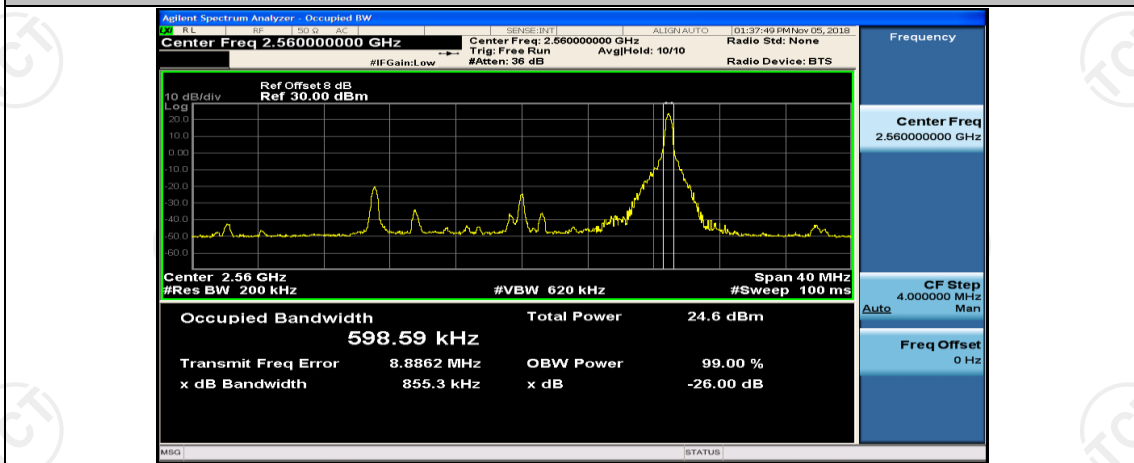 Agilent Spectrum Analyzer - Occupied BW
LXI RL RF 50 Ω AC SENSE:INT ALIGN AUTO 01:37:49 PM Nov 05, 2018
Center Freq 2.560000000 GHz Center Freq: 2.560000000 GHz Radio Std: None
Trig: Free Run Avg|Hold: 10/10
#IFGain:Low #Atten: 36 dB Radio Device: BTS
Ref Offset 8 dB
10 dB/div Ref 30.00 dBm
Log
20.0
10.0
0.00
-10.0
-20.0
-30.0
-40.0
-50.0
-60.0
Center 2.56 GHz Span 40 MHz
#Res BW 200 kHz #VBW 620 kHz #Sweep 100 ms
Occupied Bandwidth Total Power 24.6 dBm
598.59 kHz
Transmit Freq Error 8.8862 MHz OBW Power 99.00 %
x dB Bandwidth 855.3 kHz x dB -26.00 dB
MSG STATUS
Frequency
Center Freq
2.560000000 GHz
CF Step
4.000000 MHz
Auto Man
Freq Offset
0 Hz
TCT
TCT